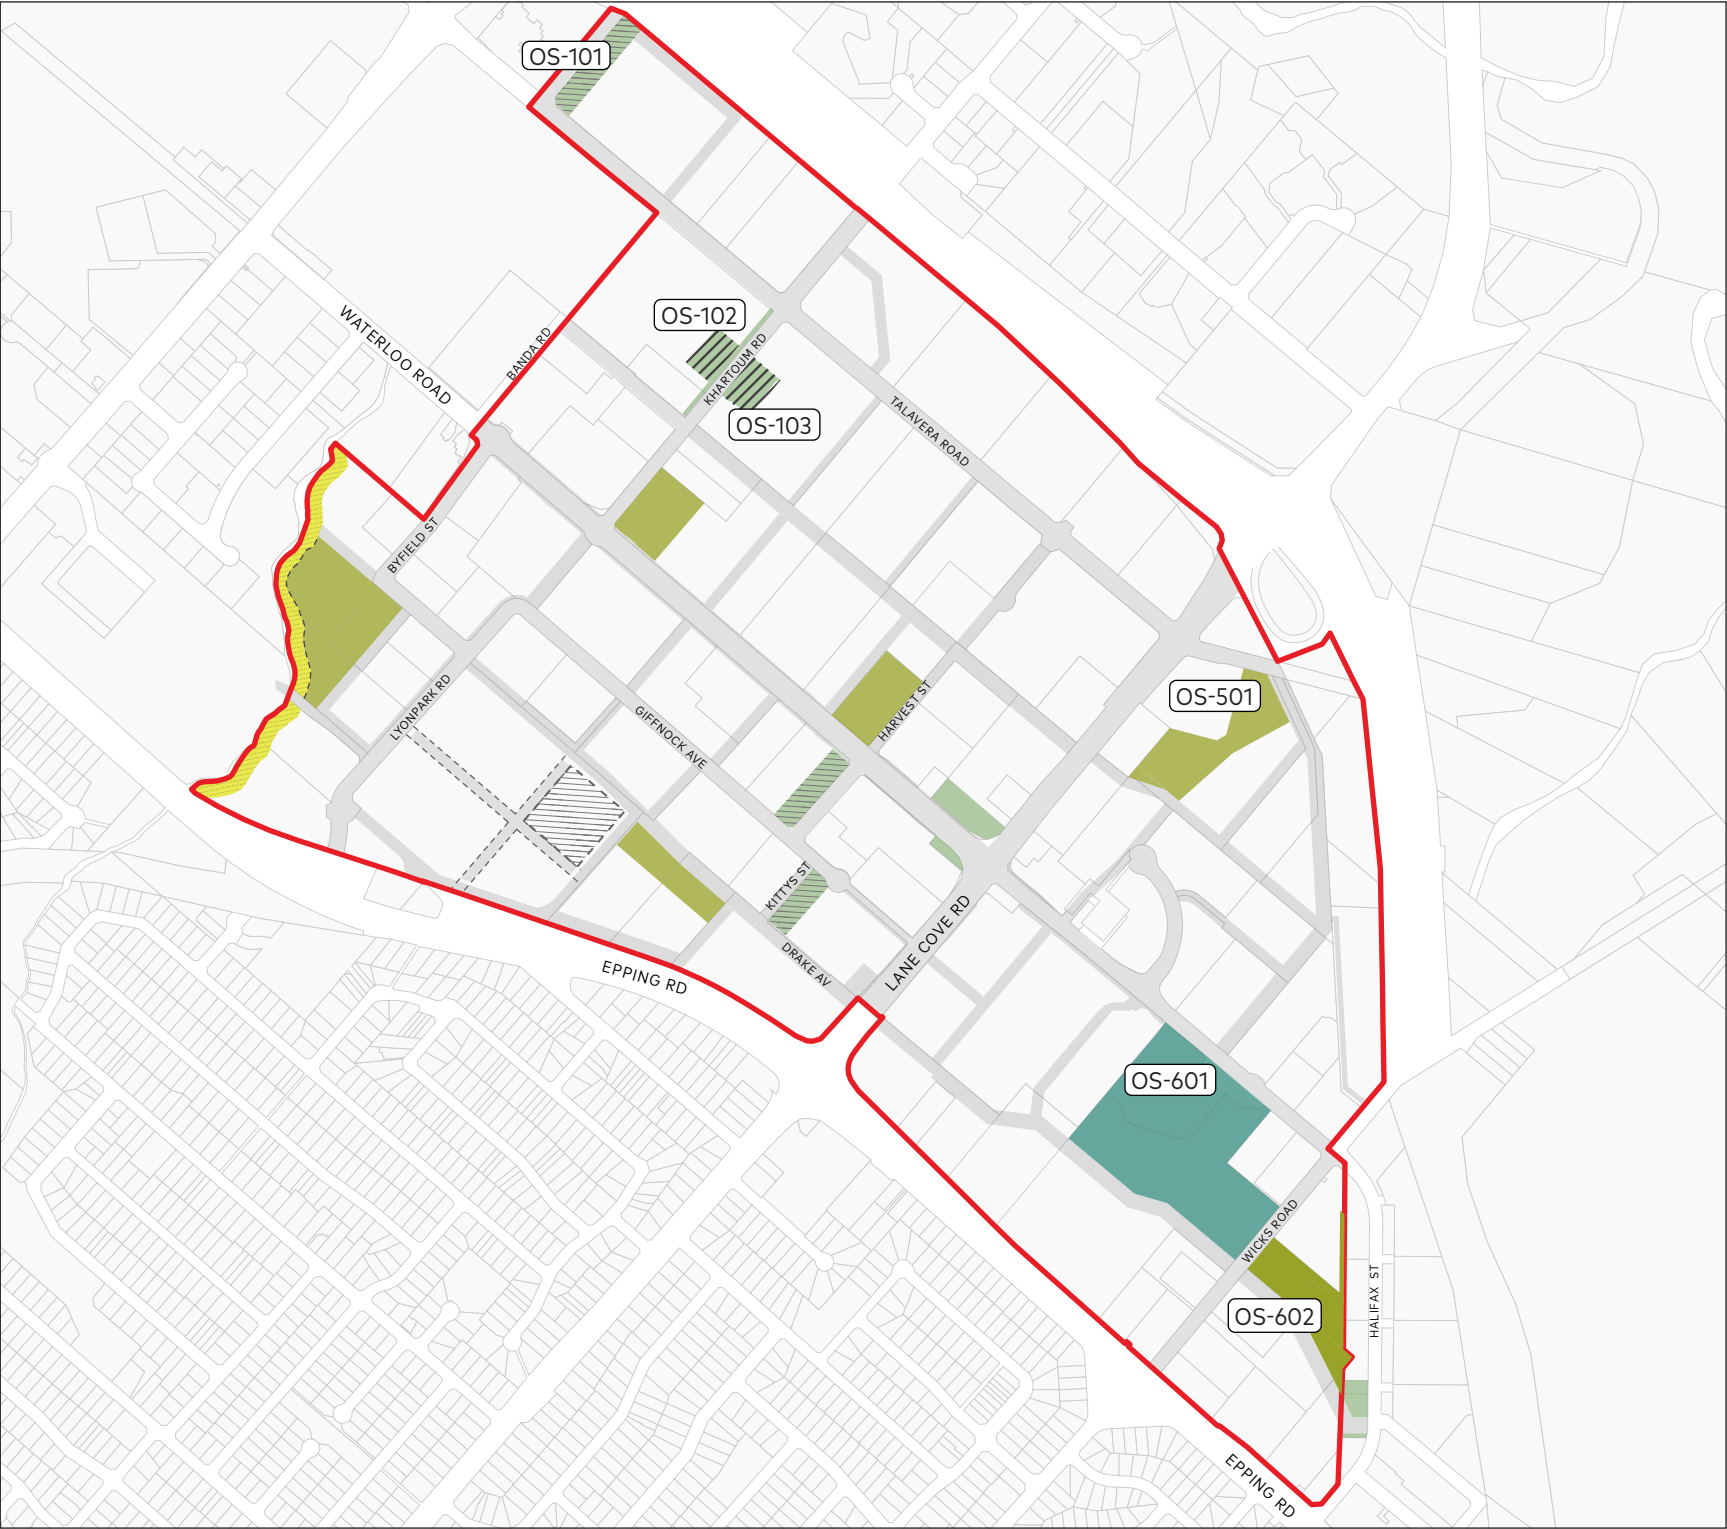 OS-101
OS-102
WATERLOO ROAD
BANDA RD
KHARTOUM RD
OS-103
TALAVERA ROAD
BYFIELD ST
OS-501
LYONPARK RD
HARVEST ST
GIFFNOCK AVE
KITTYS ST
LANE COVE RD
DRAKE AV
EPPING RD
OS-601
WICKS ROAD
HALIFAX ST
OS-602
EPPING RD